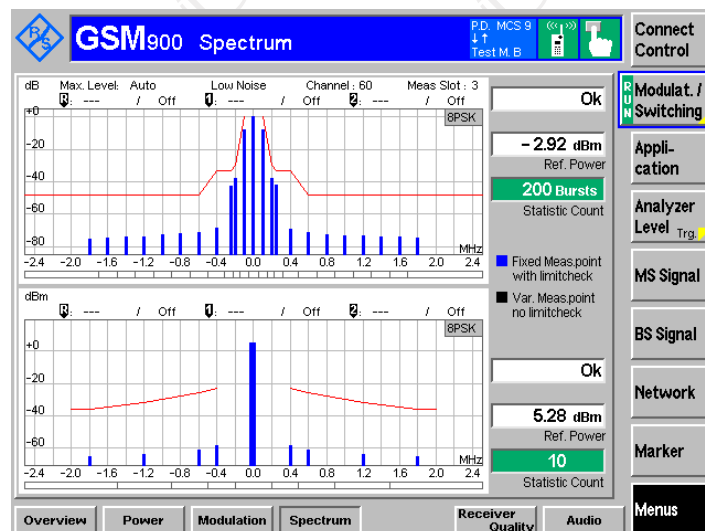 R/S
GSM900 Spectrum
P.D. MCS 9
↓↑
Test M. B
Connect Control
dB Max. Level: Auto Low Noise Channel : 60 Meas Slot : 3
R: --- / Off 1: --- / Off 2: --- / Off
8PSK
+0
-20
-40
-60
-80
MHz
-2.4 -2.0 -1.6 -1.2 -0.8 -0.4 0.0 0.4 0.8 1.2 1.6 2.0 2.4
Ok
-2.92 dBm
Ref. Power
200 Bursts
Statistic Count
Fixed Meas.point
with limitcheck
Var. Meas.point
no limitcheck
dBm
R: --- / Off 1: --- / Off 2: --- / Off
8PSK
+0
-20
-40
-60
MHz
-2.4 -2.0 -1.6 -1.2 -0.8 -0.4 0.0 0.4 0.8 1.2 1.6 2.0 2.4
Ok
5.28 dBm
Ref. Power
10
Statistic Count
RUN
Modulat. /
Switching
Appli-
cation
Analyzer
Level Trg.
MS Signal
BS Signal
Network
Marker
Menus
Overview Power Modulation Spectrum Receiver Quality Audio